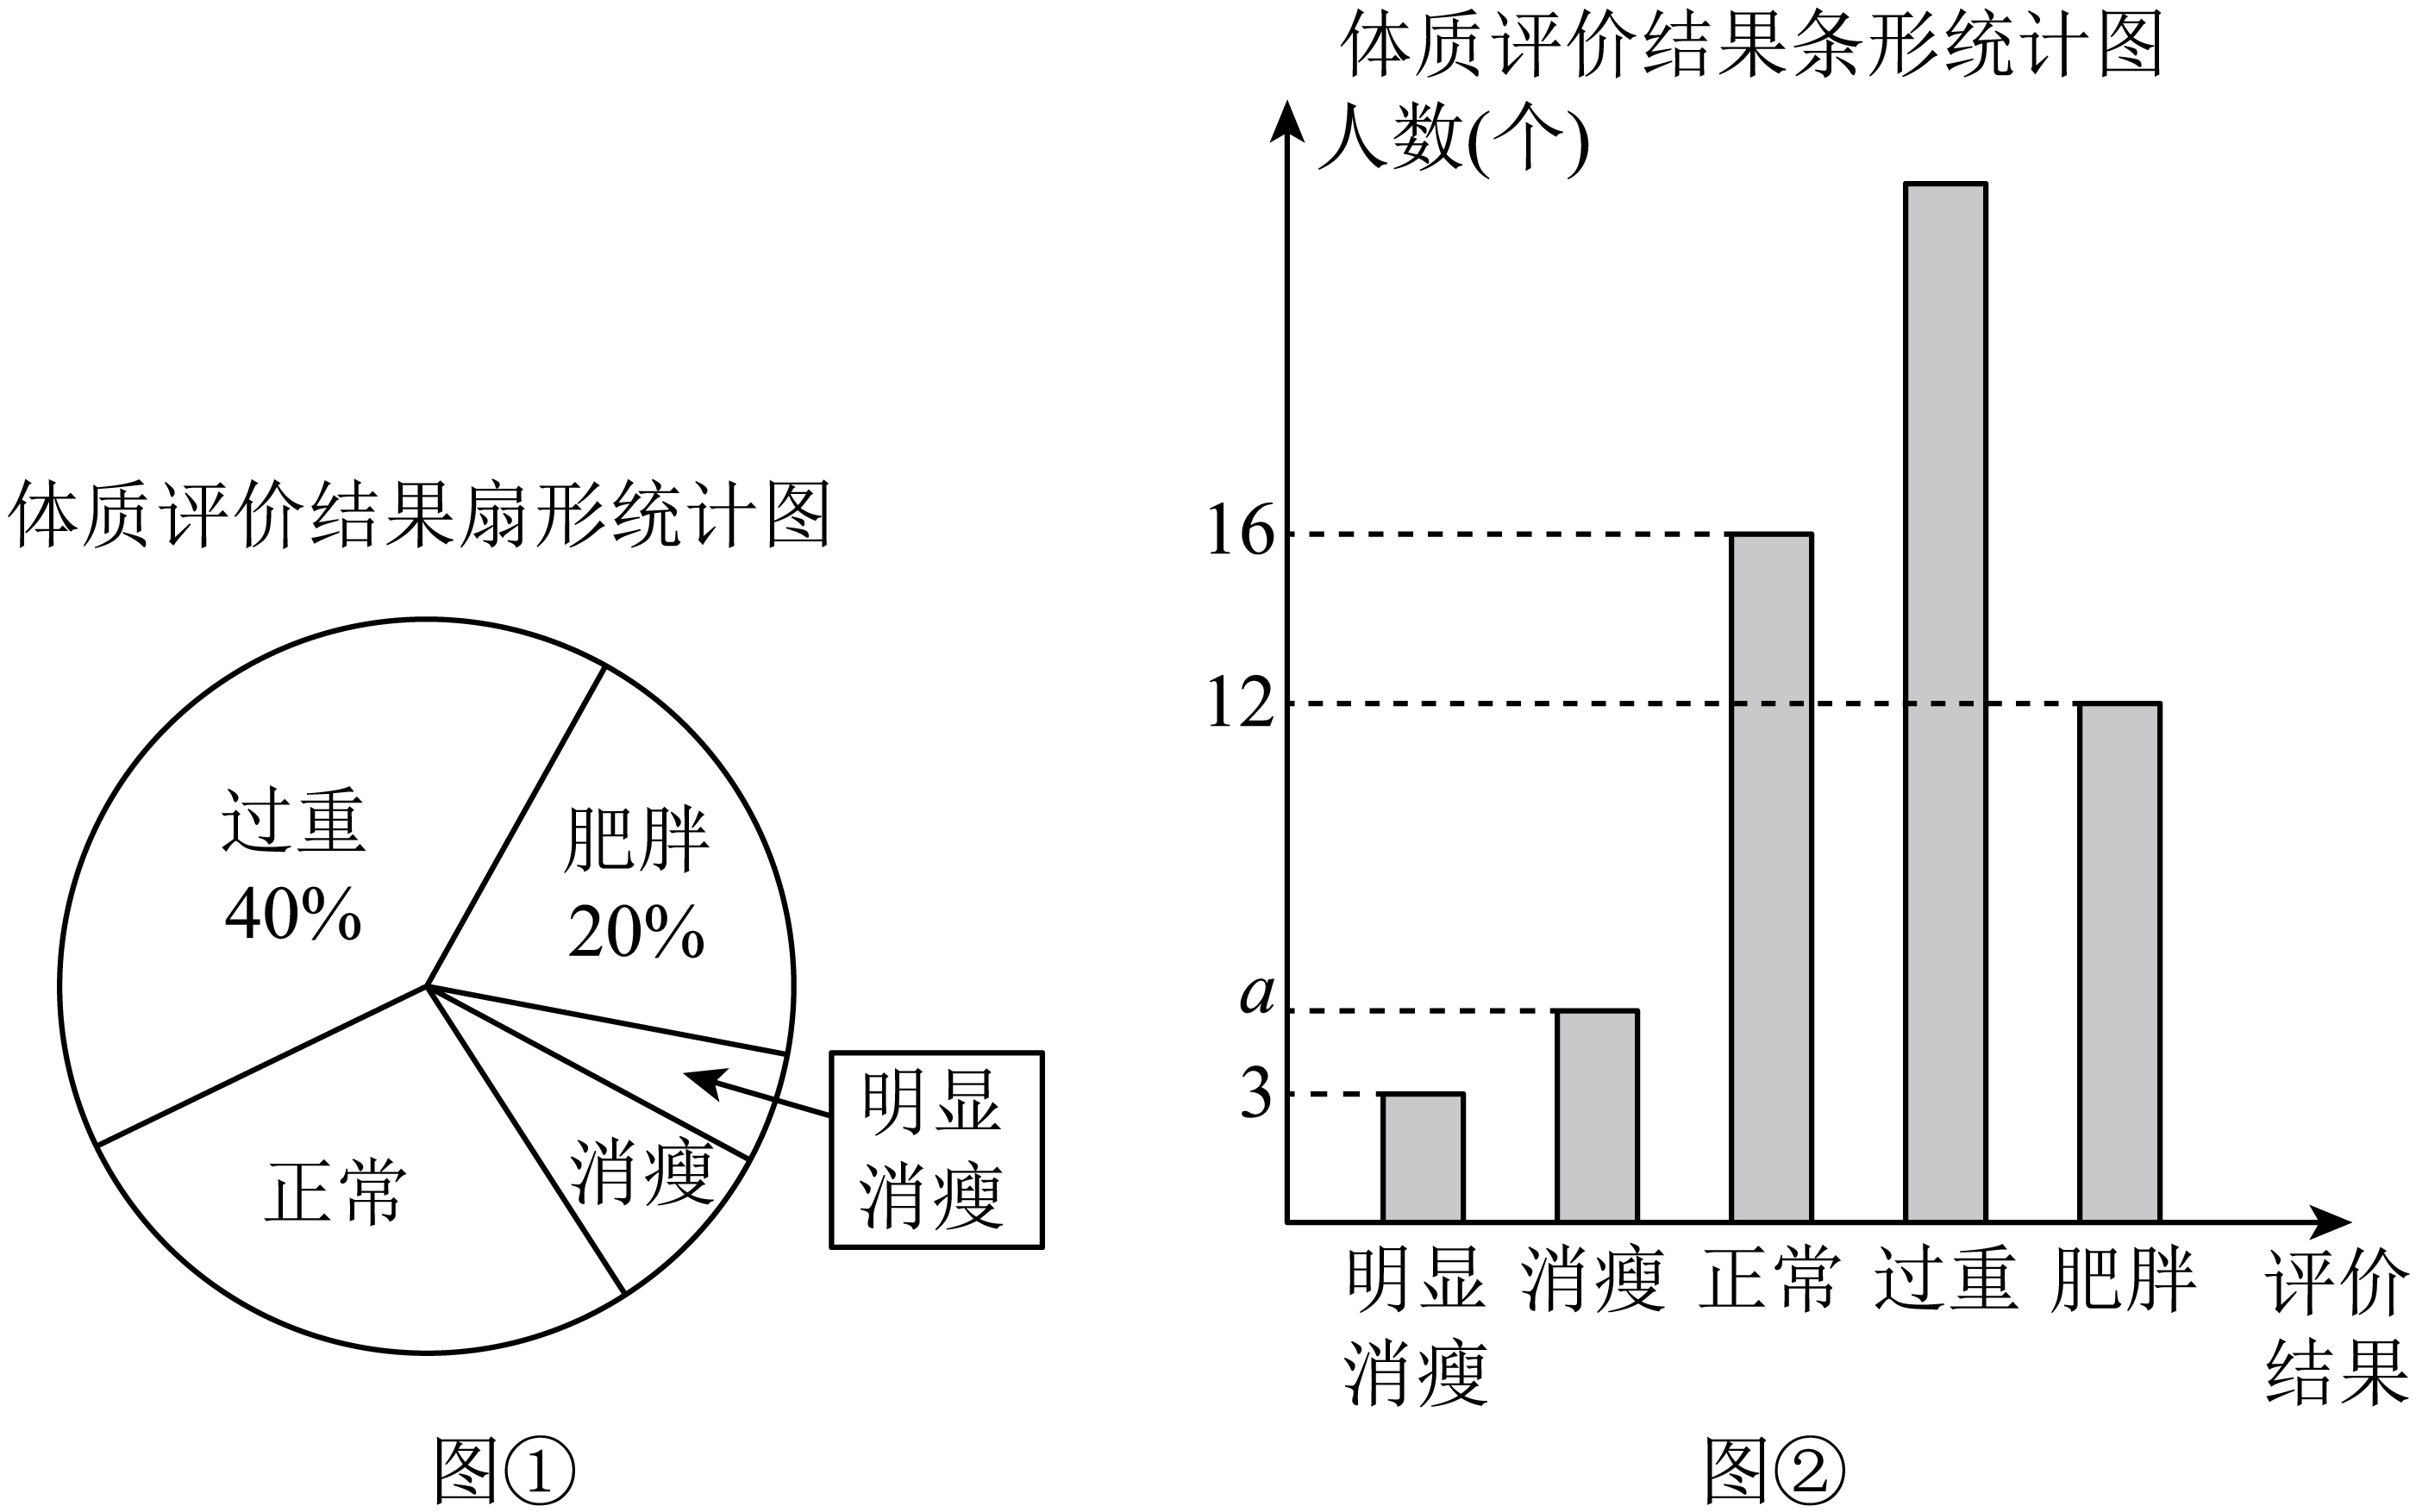 体质评价结果扇形统计图
过重
40%
肥胖
20%
明显
消瘦
消瘦
正常
图①
体质评价结果条形统计图
人数(个)
16
12
a
3
明显
消瘦
消瘦
正常
过重
肥胖
评价
结果
图②